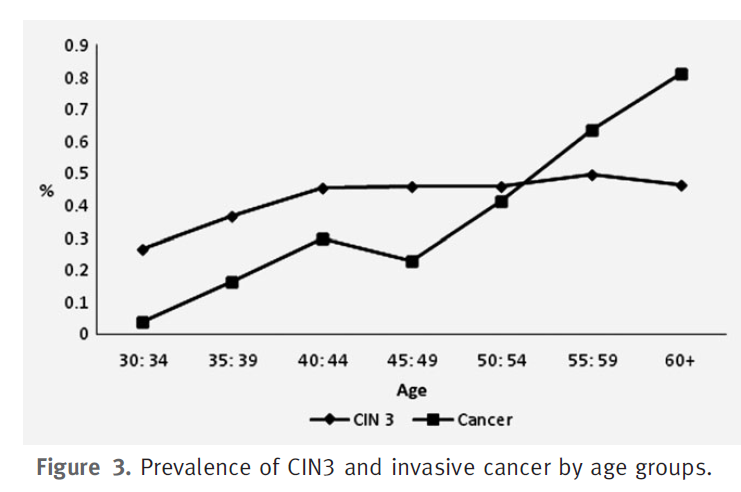 0.9
0.8
0.7
0.6
0.5
%
0.4
0.3
0.2
0.1
0
30:34 35:39 40:44 45:49 50:54 55:59 60+
Age
CIN 3 Cancer
Figure 3. Prevalence of CIN3 and invasive cancer by age groups.